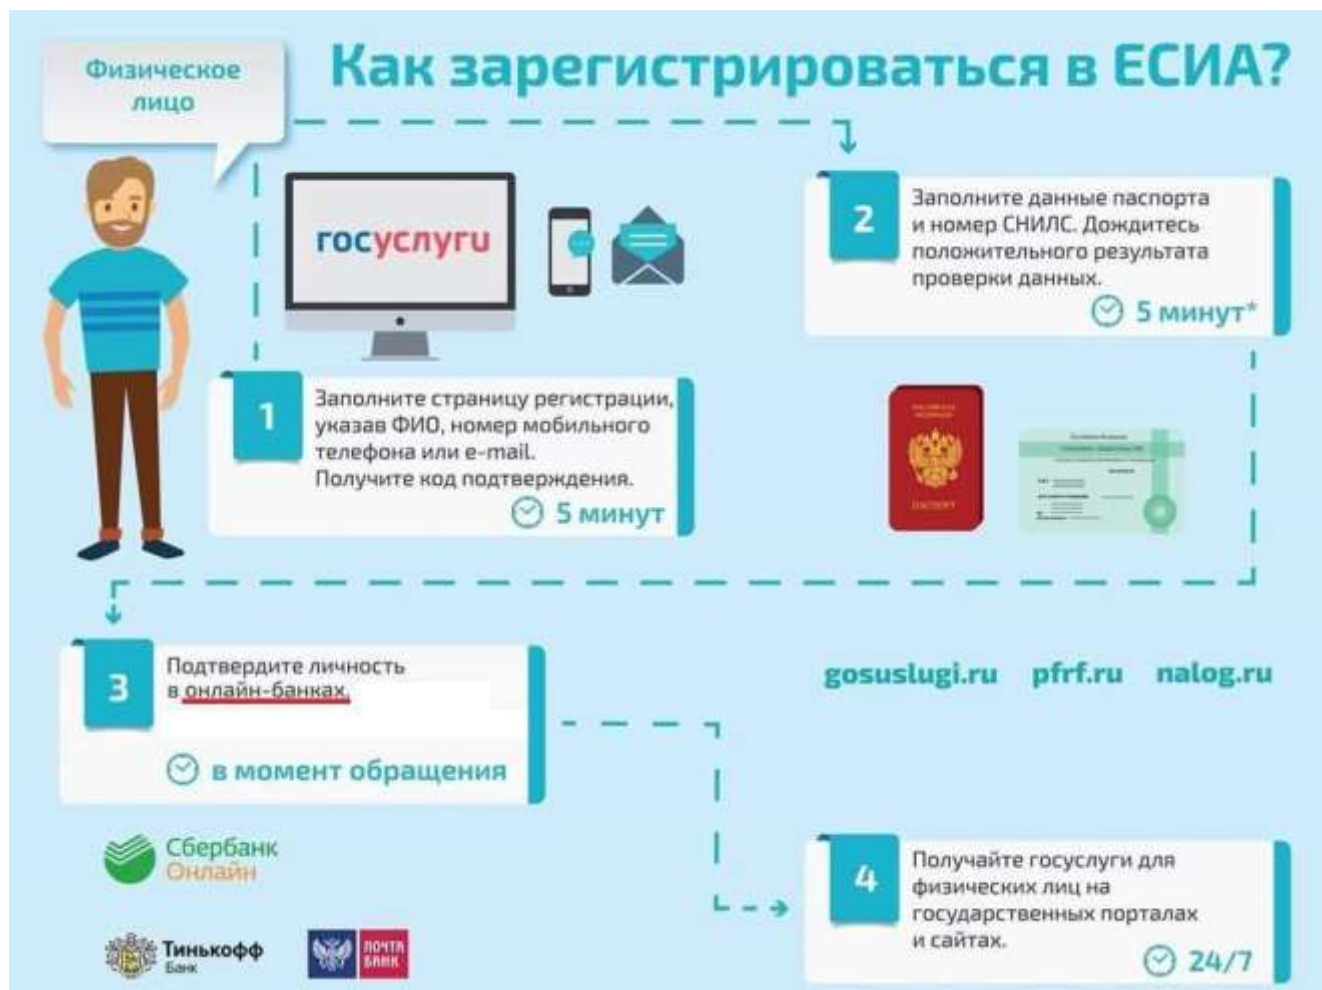 Физическое
лицо
Как зарегистрироваться в ЕСИА?
госуслуги
1
Заполните страницу регистрации,
указав ФИО, номер мобильного
телефона или e-mail.
Получите код подтверждения.
5 минут
2
Заполните данные паспорта
и номер СНИЛС. Дождитесь
положительного результата
проверки данных.
5 минут*
ПАСПОРТ
3
Подтвердите личность
в онлайн-банках.
в момент обращения
gosuslugi.ru pfrf.ru nalog.ru
Сбербанк
Онлайн
Тинькофф
Банк
ПОЧТА
БАНК
4
Получайте госуслуги для
физических лиц на
государственных порталах
и сайтах.
24/7